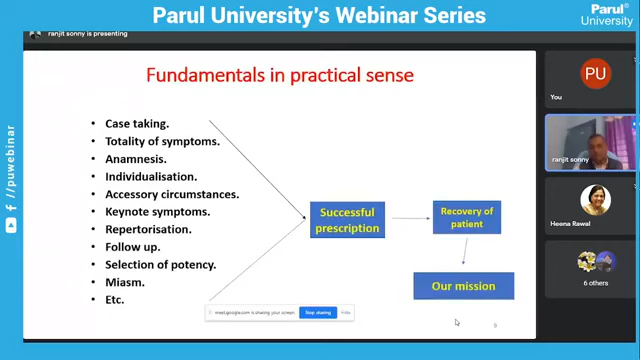 Parul University's Webinar Series
Parul®
University
ranjit sonny is presenting
Fundamentals in practical sense
• Case taking.
• Totality of symptoms.
• Anamnesis.
• Individualisation.
• Accessory circumstances.
• Keynote symptoms.
• Repertorisation.
• Follow up.
• Selection of potency.
• Miasm.
• Etc.
Successful
prescription
Recovery of
patient
Our mission
meet.google.com is sharing your screen.
Stop sharing
Hide
9
PU
You
ranjit sonny
Heena Rawal
6 others
/puwebinar